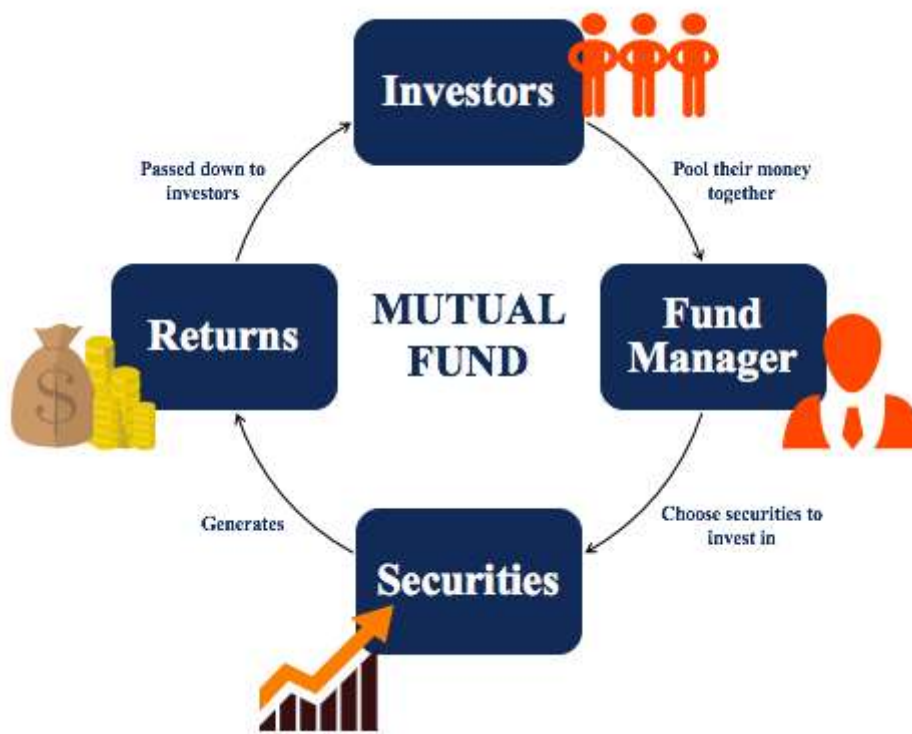 Investors
Passed down to
investors
Pool their money
together
MUTUAL
FUND
Returns
Fund
Manager
$
Generates
Choose securities to
invest in
Securities